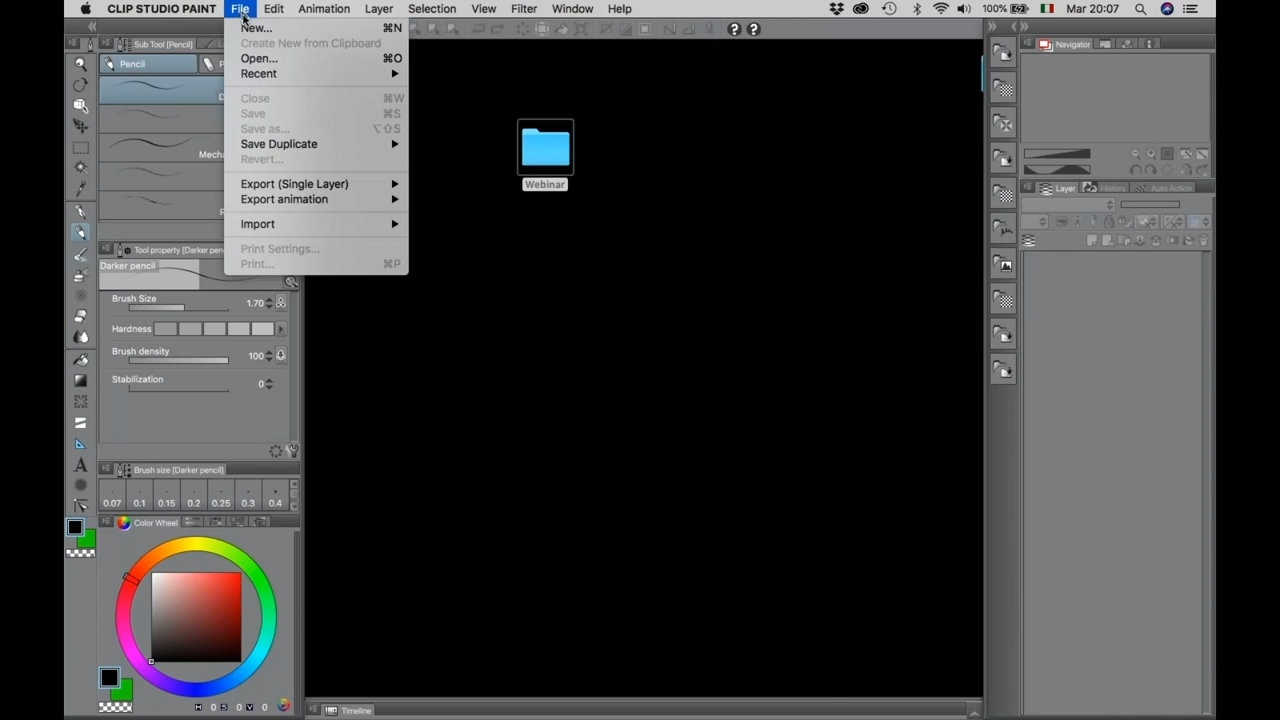 CLIP STUDIO PAINT File Edit Animation Layer Selection View Filter Window Help 100% Mar 20:07
New... ⌘N
Create New from Clipboard
Open... ⌘O
Recent
Close ⌘W
Save ⌘S
Save as... ⌥⇧S
Save Duplicate
Revert...
Export (Single Layer)
Export animation
Import
Print Settings...
Print... ⌘P
Sub Tool [Pencil]
Pencil
Mecha
Tool property [Darker pen
Darker pencil
Brush Size 1.70
Hardness
Brush density 100
Stabilization 0
Brush size [Darker pencil]
0.07 0.1 0.15 0.2 0.25 0.3 0.4
Color Wheel
H 0 S 0 V 0
A
Webinar
Timeline
Navigator
Layer History Auto Action